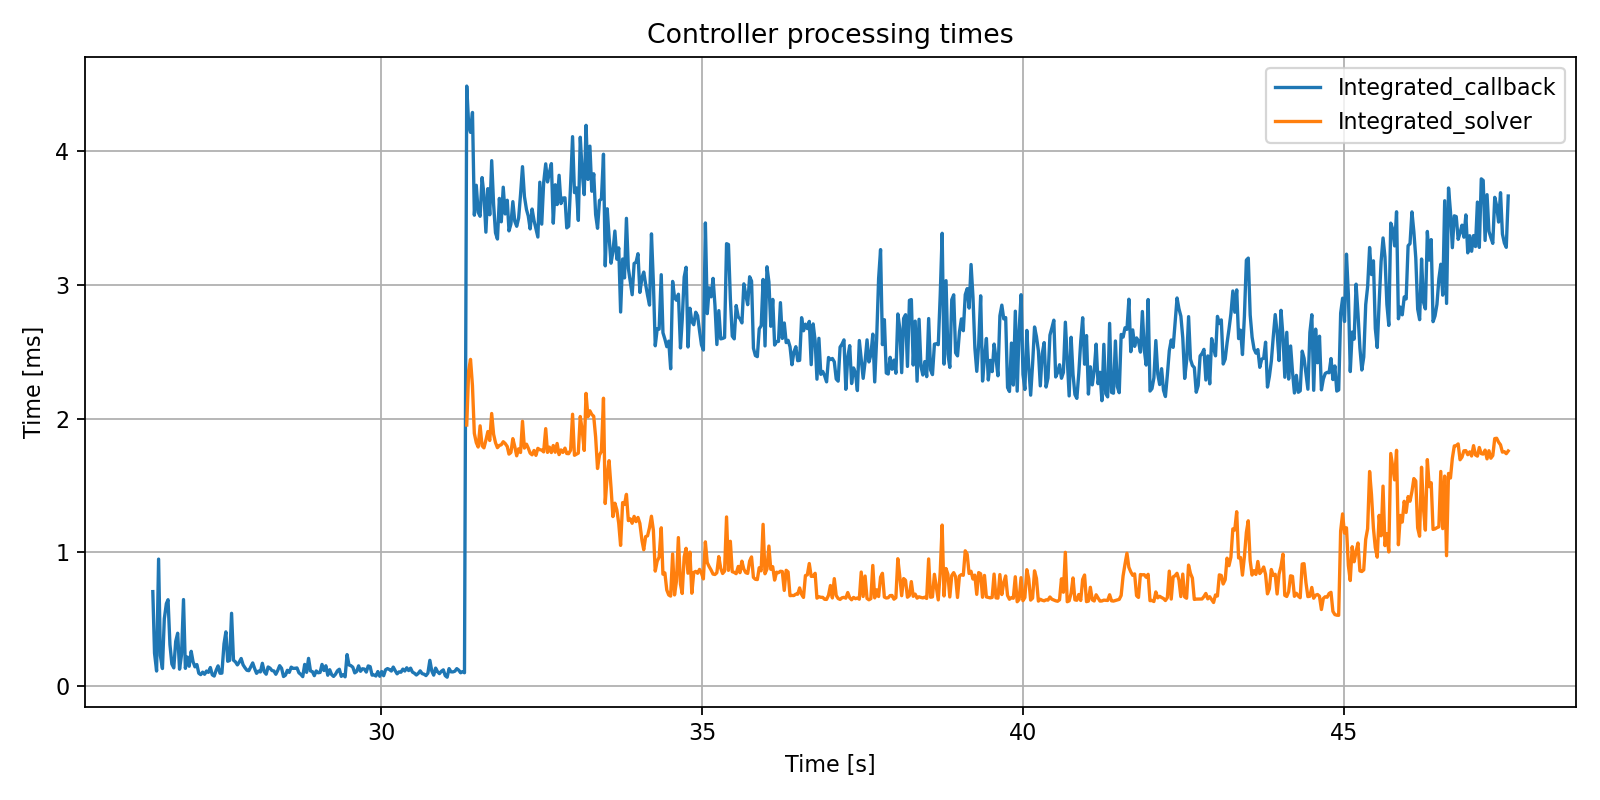 Controller processing times
Integrated_callback
Integrated_solver
Time [ms]
4
3
2
1
0
30
35
40
45
Time [s]